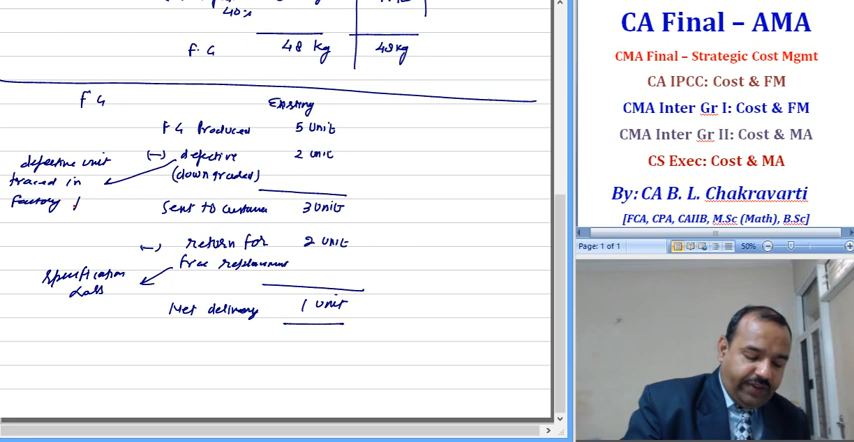 40%
F. G 48 kg 48 kg
F G Existing
F G Produced 5 Unit
(-) defective 2 unit
(down traded)
defective unit
traced in
Factory
Sent to Customer 3 Unit
(-) return for 2 Unit
free replacement
Specification
Loss
Net delivery 1 Unit
CA Final – AMA
CMA Final – Strategic Cost Mgmt
CA IPCC: Cost & FM
CMA Inter Gr I: Cost & FM
CMA Inter Gr II: Cost & MA
CS Exec: Cost & MA
By: CA B. L. Chakravarti
[FCA, CPA, CAIIB, M.Sc (Math), B.Sc]
Page: 1 of 1 50%